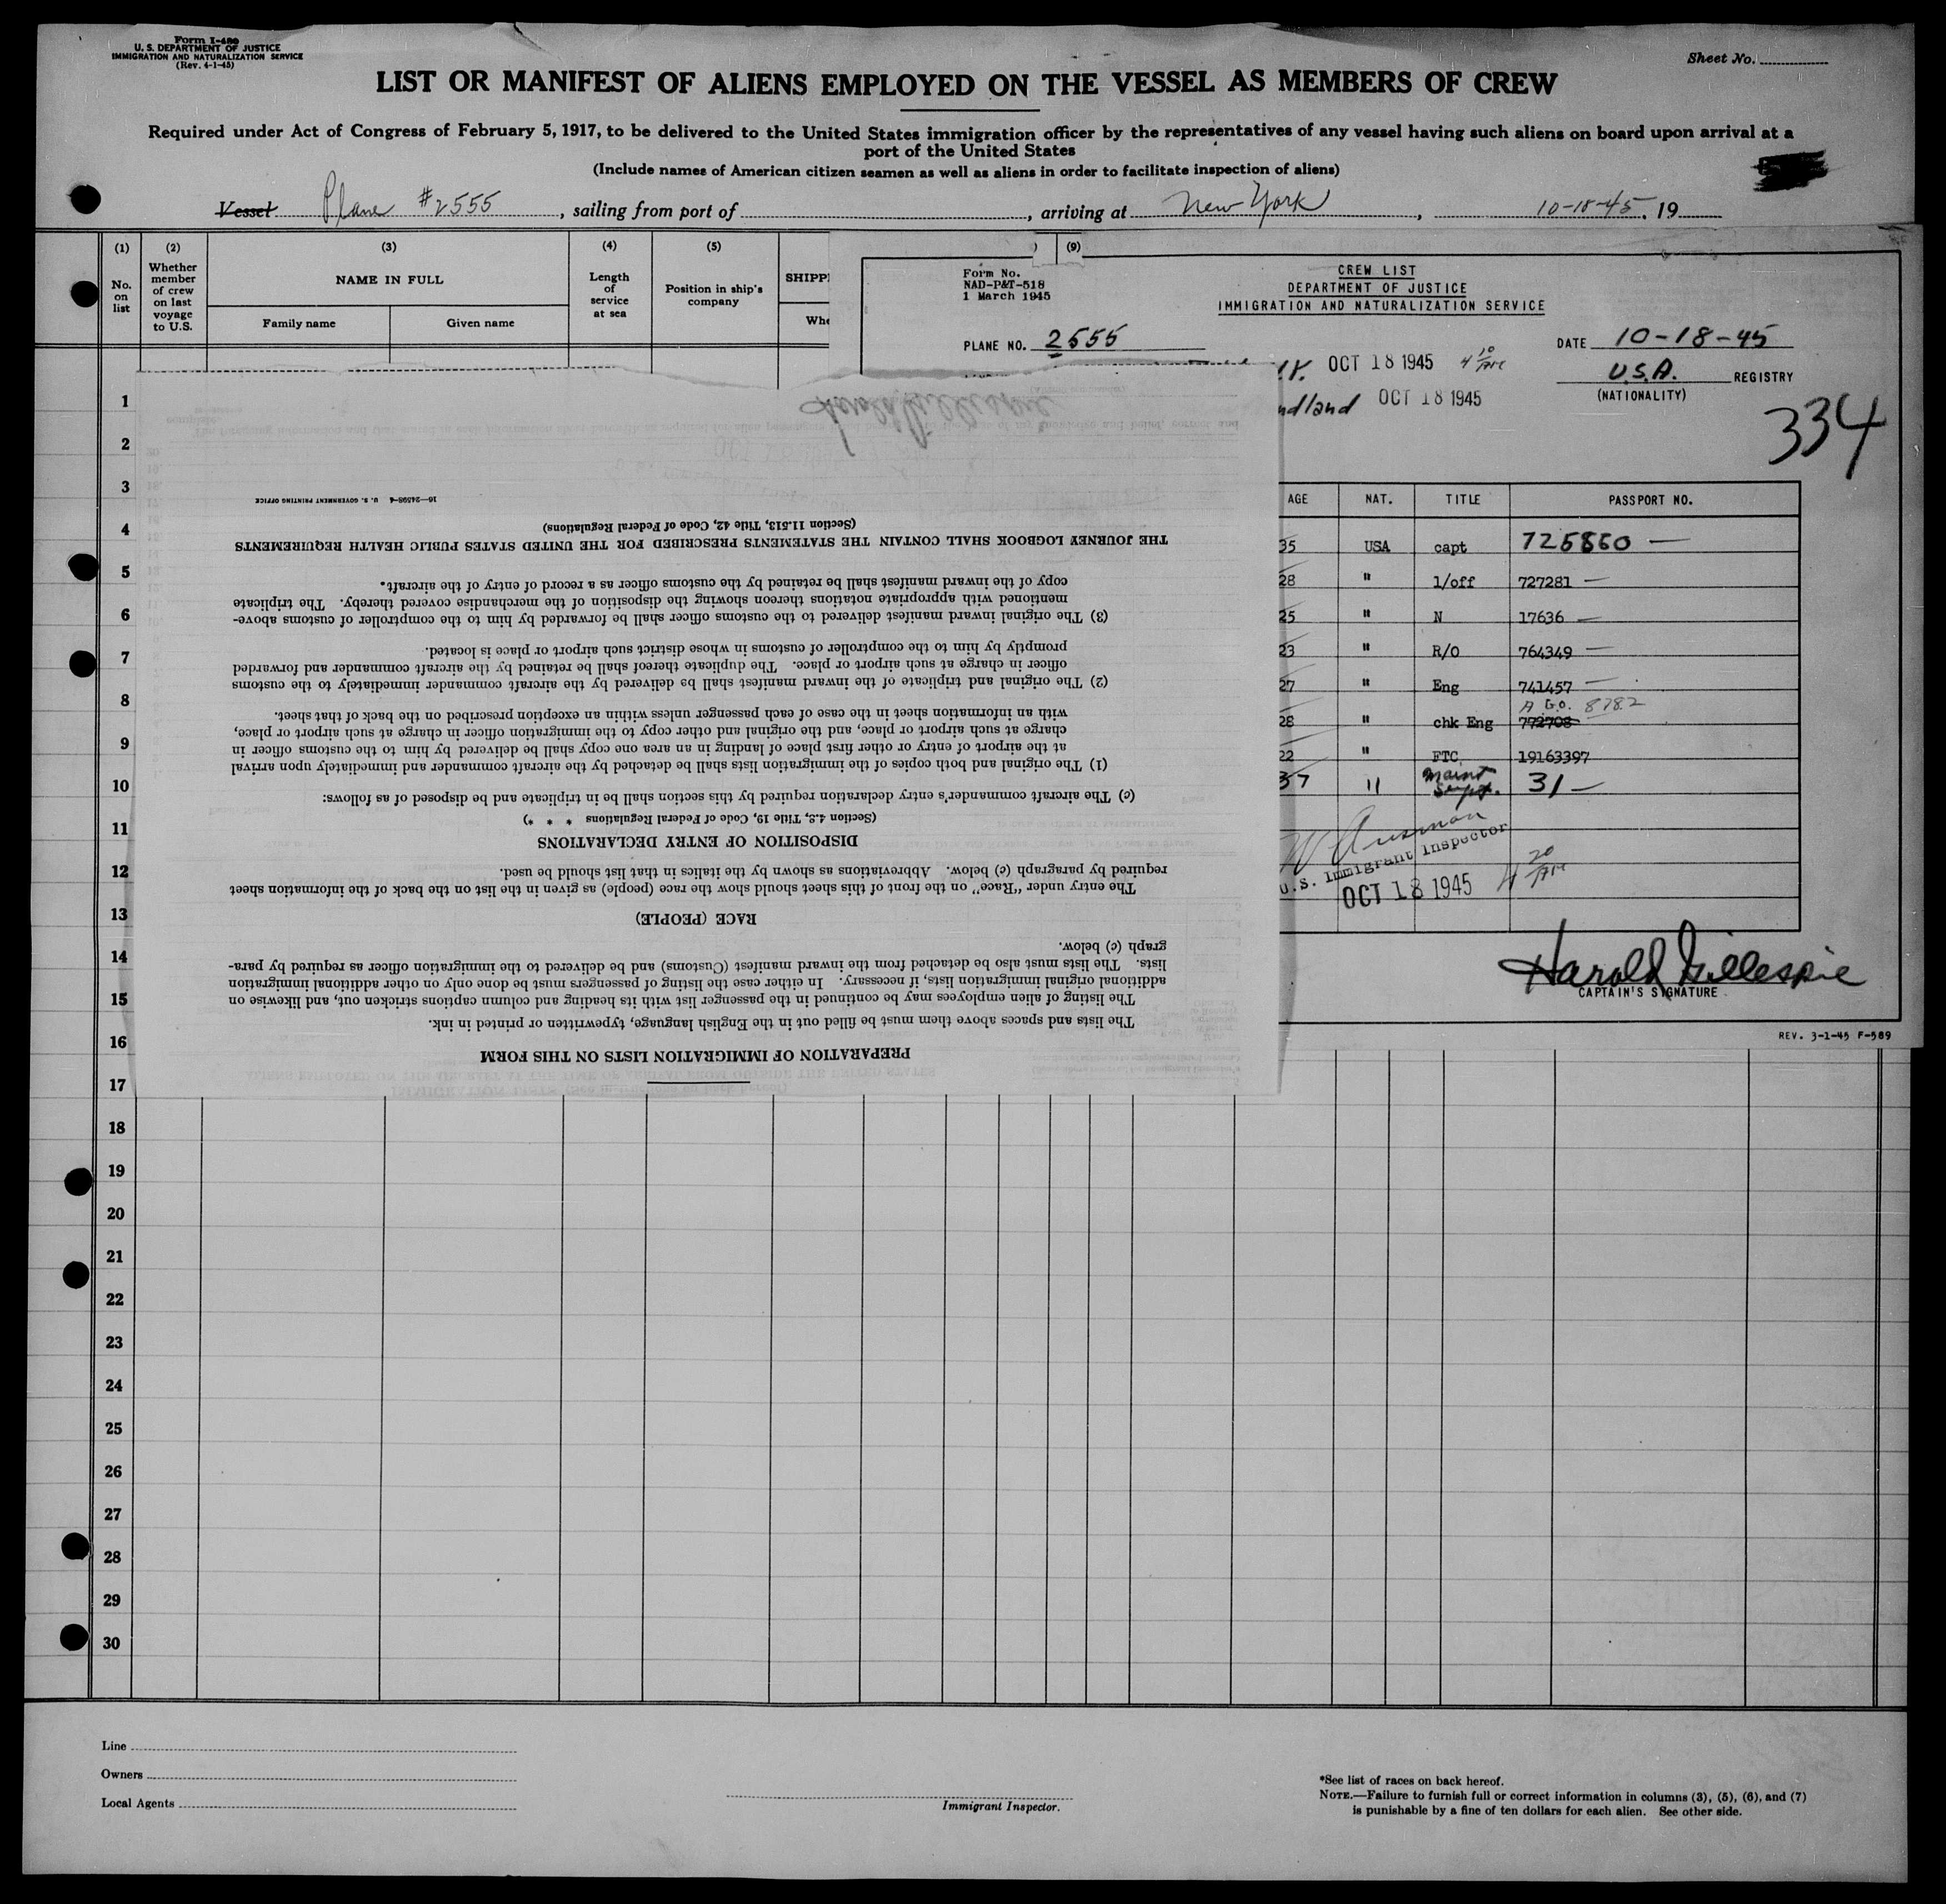 Form I-480
U. S. DEPARTMENT OF JUSTICE
IMMIGRATION AND NATURALIZATION SERVICE
(Rev. 4-1-45)
Sheet No.
LIST OR MANIFEST OF ALIENS EMPLOYED ON THE VESSEL AS MEMBERS OF CREW
Required under Act of Congress of February 5, 1917, to be delivered to the United States immigration officer by the representatives of any vessel having such aliens on board upon arrival at a
port of the United States
(Include names of American citizen seamen as well as aliens in order to facilitate inspection of aliens)
Vessel Plane #2555, sailing from port of , arriving at New York, 10-18-45, 19
(1) (2) (3) (4) (5) ) (9)
No. on list
Whether member of crew on last voyage to U.S.
NAME IN FULL
Family name Given name
Length of service at sea
Position in ship's company
SHIPP
Whe
Form No.
NAD-P&T-518
1 March 1945
CREW LIST
DEPARTMENT OF JUSTICE
IMMIGRATION AND NATURALIZATION SERVICE
PLANE NO. 2555
DATE 10-18-45
OCT 18 1945 4 10
U.S.A. REGISTRY
(NATIONALITY)
ndland OCT 18 1945
334
AGE NAT. TITLE PASSPORT NO.
35 USA capt 725860 —
28 " 1/off 727281 —
25 " N 17636 —
23 " R/O 764349 —
27 " Eng 741457 —
A.G.O. 8782
28 " chk Eng 772708
22 " FTC 19163397
37 11 Maint Supt. 31 —
U.S. Immigrant Inspector
OCT 18 1945 4 20
Harold Gillespie
CAPTAIN'S SIGNATURE
REV. 3-1-45 F-589
PREPARATION OF IMMIGRATION LISTS ON THIS FORM
The lists and spaces above them must be filled out in the English language, typewritten or printed in ink.
The listing of alien employees may be continued in the passenger list with its heading and column captions stricken out, and likewise on
additional original immigration lists, if necessary. In either case the listing of passengers must be done only on other additional immigration
lists. The lists must also be detached from the inward manifest (Customs) and be delivered to the immigration officer as required by para-
graph (c) below.
RACE (PEOPLE)
The entry under "Race" on the front of this sheet should show the race (people) as given in the list on the back of the information sheet
required by paragraph (c) below. Abbreviations as shown by the italics in that list should be used.
DISPOSITION OF ENTRY DECLARATIONS
(Section 4.3, Title 19, Code of Federal Regulations * * *)
(c) The aircraft commander's entry declaration required by this section shall be in triplicate and be disposed of as follows:
(1) The original and both copies of the immigration lists shall be detached by the aircraft commander and immediately upon arrival
at the airport of entry or other first place of landing in an area one copy shall be delivered by him to the customs officer in
charge at such airport or place, and the original and other copy to the immigration officer in charge at such airport or place,
with an information sheet in the case of each passenger unless within an exception prescribed on the back of that sheet.
(2) The original and triplicate of the inward manifest shall be delivered by the aircraft commander immediately to the customs
officer in charge at such airport or place. The duplicate thereof shall be retained by the aircraft commander and forwarded
promptly by him to the comptroller of customs in whose district such airport or place is located.
(3) The original inward manifest delivered to the customs officer shall be forwarded by him to the comptroller of customs above-
mentioned with appropriate notations thereon showing the disposition of the merchandise covered thereby. The triplicate
copy of the inward manifest shall be retained by the customs officer as a record of entry of the aircraft.
THE JOURNEY LOGBOOK SHALL CONTAIN THE STATEMENTS PRESCRIBED FOR THE UNITED STATES PUBLIC HEALTH REQUIREMENTS
(Section 11.513, Title 42, Code of Federal Regulations)
16—24598-4 U. S. GOVERNMENT PRINTING OFFICE
1
2
3
4
5
6
7
8
9
10
11
12
13
14
15
16
17
18
19
20
21
22
23
24
25
26
27
28
29
30
Line
Owners
Local Agents
Immigrant Inspector.
*See list of races on back hereof.
NOTE.—Failure to furnish full or correct information in columns (3), (5), (6), and (7)
is punishable by a fine of ten dollars for each alien. See other side.